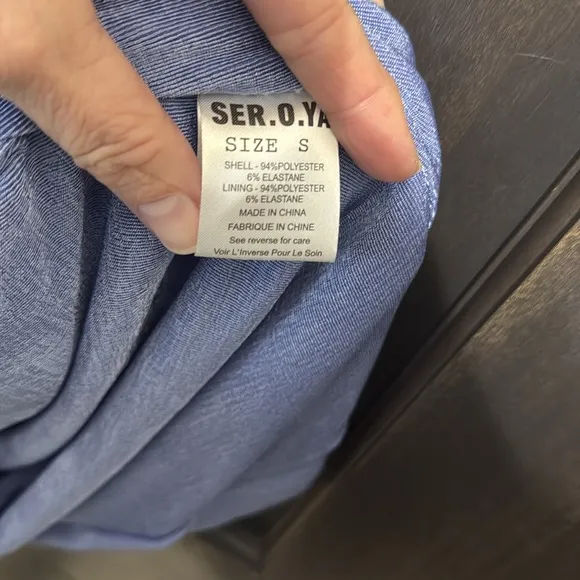 SER.O.YA
SIZE S
SHELL - 94%POLYESTER
6% ELASTANE
LINING - 94%POLYESTER
6% ELASTANE
MADE IN CHINA
FABRIQUE IN CHINE
See reverse for care
Voir L'Inverse Pour Le Soin